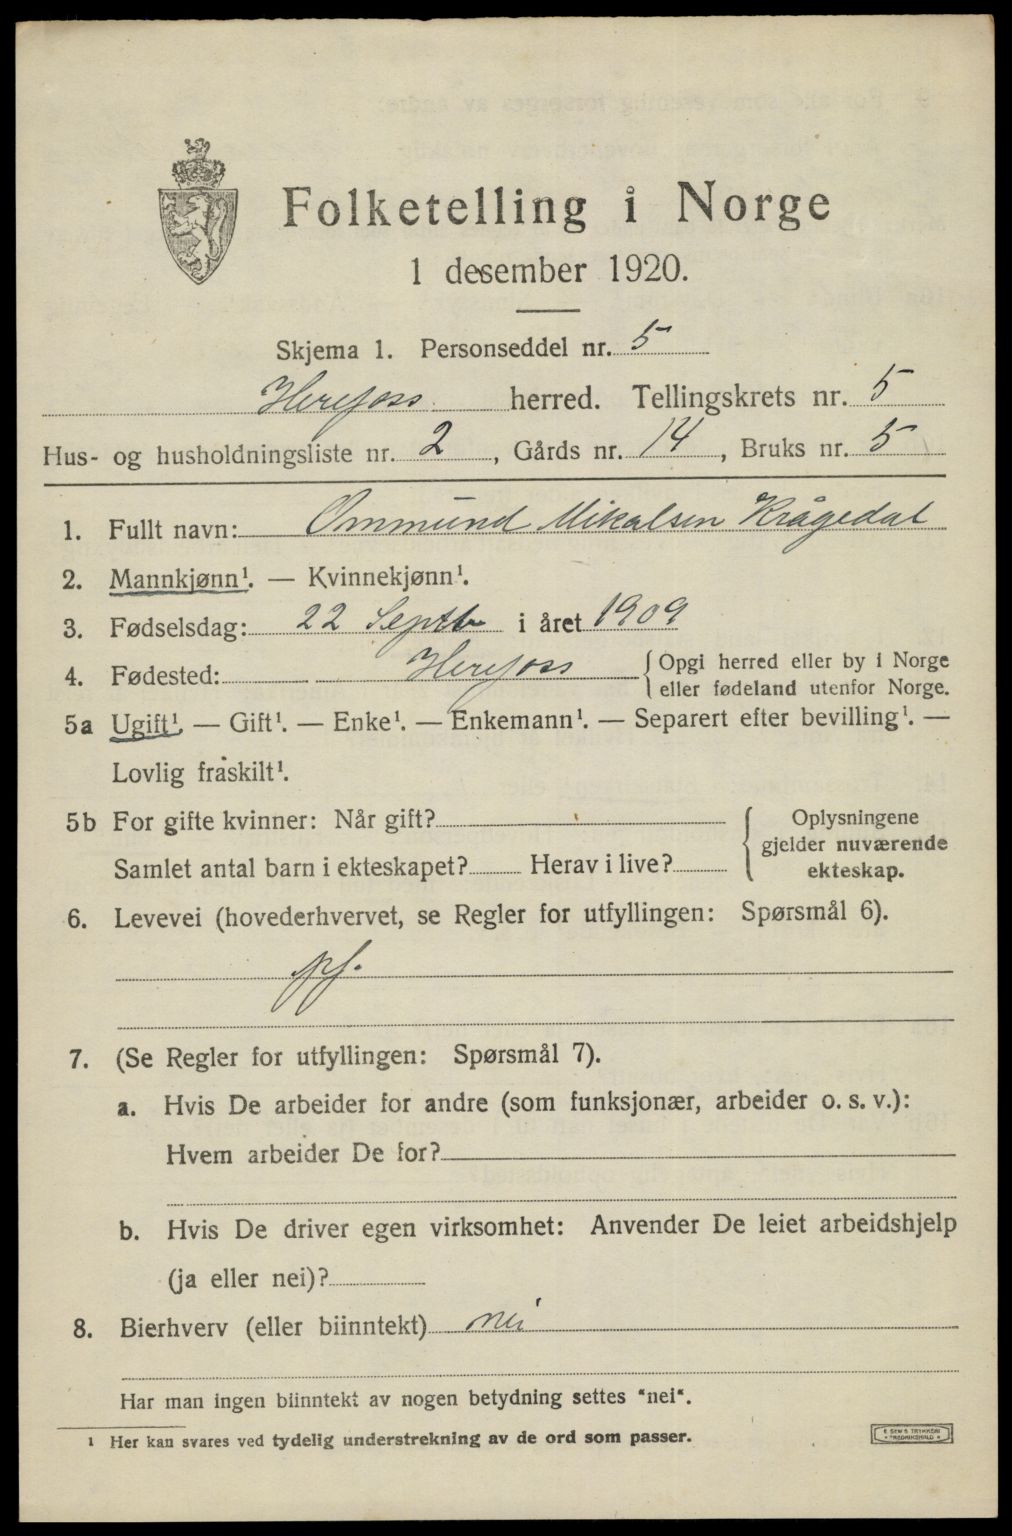 Folketelling i Norge
1 desember 1920.
Skjema 1. Personseddel nr. 5
Herefoss herred. Tellingskrets nr. 5
Hus- og husholdningsliste nr. 2, Gårds nr. 14, Bruks nr. 5
1. Fullt navn: Ommund Mikalsen Krågedal
2. Mannkjønn¹. — Kvinnekjønn¹.
3. Fødselsdag: 22 Septb i året 1909
4. Fødested: Herefoss {Opgi herred eller by i Norge
eller fødeland utenfor Norge.
5a Ugift¹. — Gift¹. — Enke¹. — Enkemann¹. — Separert efter bevilling¹. —
Lovlig fraskilt¹.
5b For gifte kvinner: Når gift? { Oplysningene
gjelder nuværende
Samlet antal barn i ekteskapet? Herav i live? ekteskap.
6. Levevei (hovederhvervet, se Regler for utfyllingen: Spørsmål 6).
pf.
7. (Se Regler for utfyllingen: Spørsmål 7).
a. Hvis De arbeider for andre (som funksjonær, arbeider o. s. v.):
Hvem arbeider De for?
b. Hvis De driver egen virksomhet: Anvender De leiet arbeidshjelp
(ja eller nei)?
8. Bierhverv (eller biinntekt) nei
Har man ingen biinntekt av nogen betydning settes "nei".
¹ Her kan svares ved tydelig understrekning av de ord som passer.